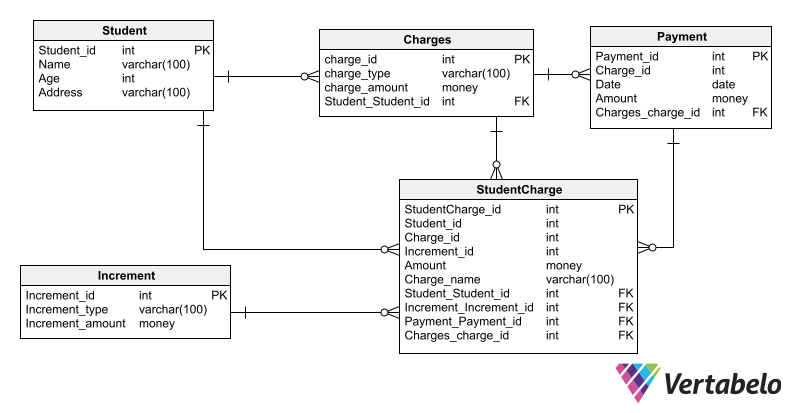 Student
Student_id int PK
Name varchar(100)
Age int
Address varchar(100)
Charges
charge_id int PK
charge_type varchar(100)
charge_amount money
Student_Student_id int FK
Payment
Payment_id int PK
Charge_id int
Date date
Amount money
Charges_charge_id int FK
StudentCharge
StudentCharge_id int PK
Student_id int
Charge_id int
Increment_id int
Amount money
Charge_name varchar(100)
Student_Student_id int FK
Increment_Increment_id int FK
Payment_Payment_id int FK
Charges_charge_id int FK
Increment
Increment_id int PK
Increment_type varchar(100)
Increment_amount money
Vertabelo